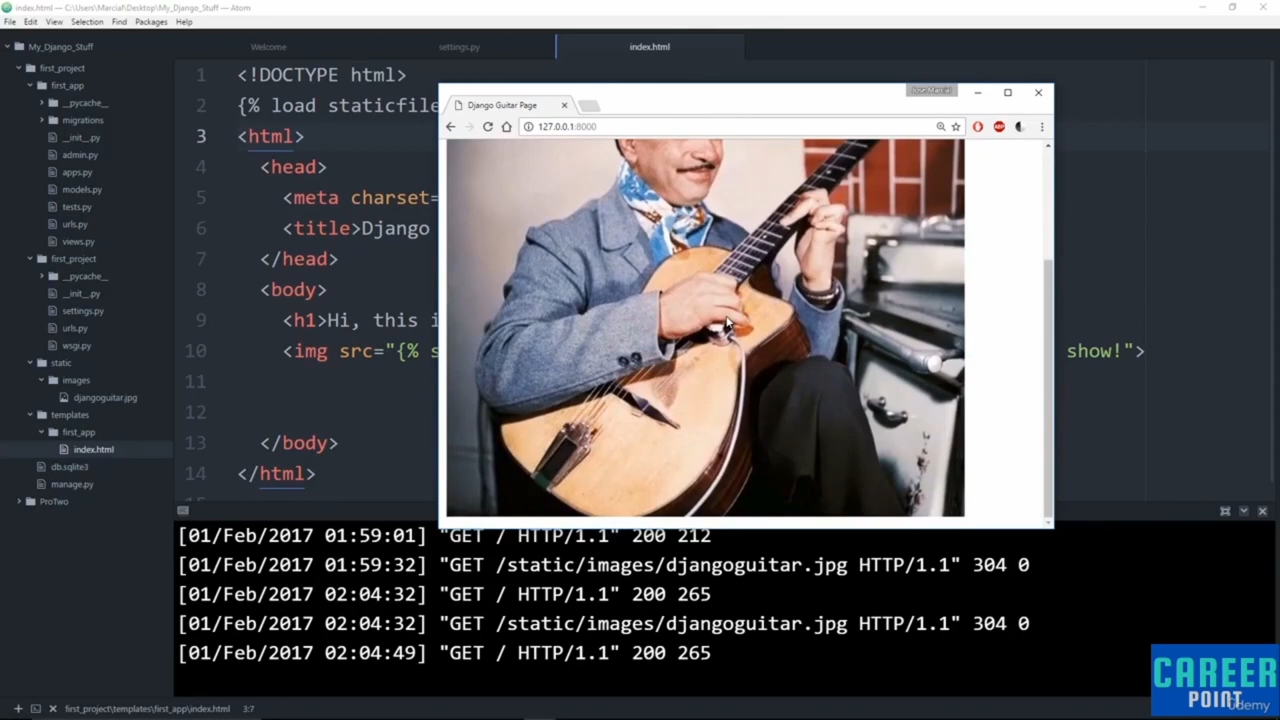 index.html — C:\Users\Marcial\Desktop\My_Django_Stuff — Atom
File Edit View Selection Find Packages Help
My_Django_Stuff
first_project
first_app
__pycache__
migrations
__init__.py
admin.py
apps.py
models.py
tests.py
urls.py
views.py
first_project
__pycache__
__init__.py
settings.py
urls.py
wsgi.py
static
images
djangoguitar.jpg
templates
first_app
index.html
db.sqlite3
manage.py
ProTwo
Welcome settings.py index.html
1 <!DOCTYPE html>
2 {% load staticfile
3 <html>
4 <head>
5 <meta charset=
6 <title>Django
7 </head>
8 <body>
9 <h1>Hi, this i
10 <img src="{% s show!">
11
12
13 </body>
14 </html>
15
Jose Marcial
Django Guitar Page
127.0.0.1:8000
ABP
[01/Feb/2017 01:59:01] "GET / HTTP/1.1" 200 212
[01/Feb/2017 01:59:32] "GET /static/images/djangoguitar.jpg HTTP/1.1" 304 0
[01/Feb/2017 02:04:32] "GET / HTTP/1.1" 200 265
[01/Feb/2017 02:04:32] "GET /static/images/djangoguitar.jpg HTTP/1.1" 304 0
[01/Feb/2017 02:04:49] "GET / HTTP/1.1" 200 265
first_project\templates\first_app\index.html 3:7
CAREER
POINT
Udemy